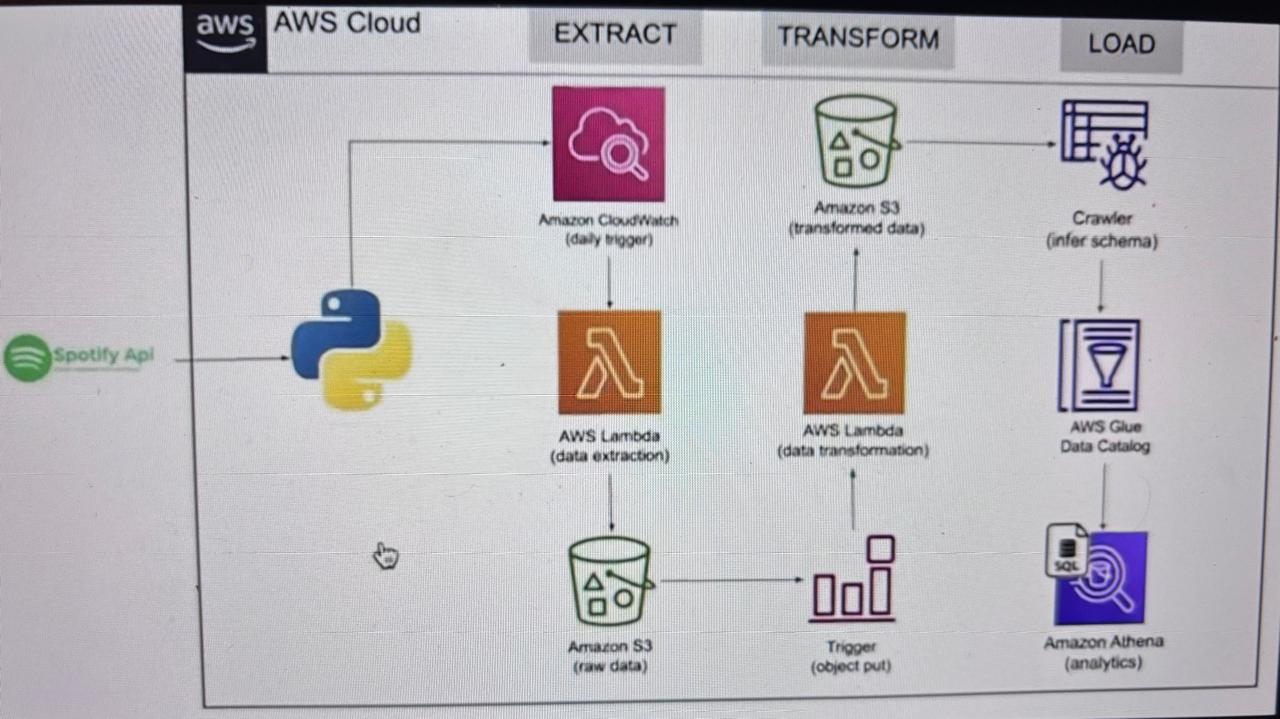 aws
AWS Cloud
EXTRACT
TRANSFORM
LOAD
Amazon CloudWatch
(daily trigger)
Amazon S3
(transformed data)
Crawler
(infer schema)
Spotify Api
AWS Lambda
(data extraction)
AWS Lambda
(data transformation)
AWS Glue
Data Catalog
SQL
Amazon S3
(raw data)
Trigger
(object put)
Amazon Athena
(analytics)